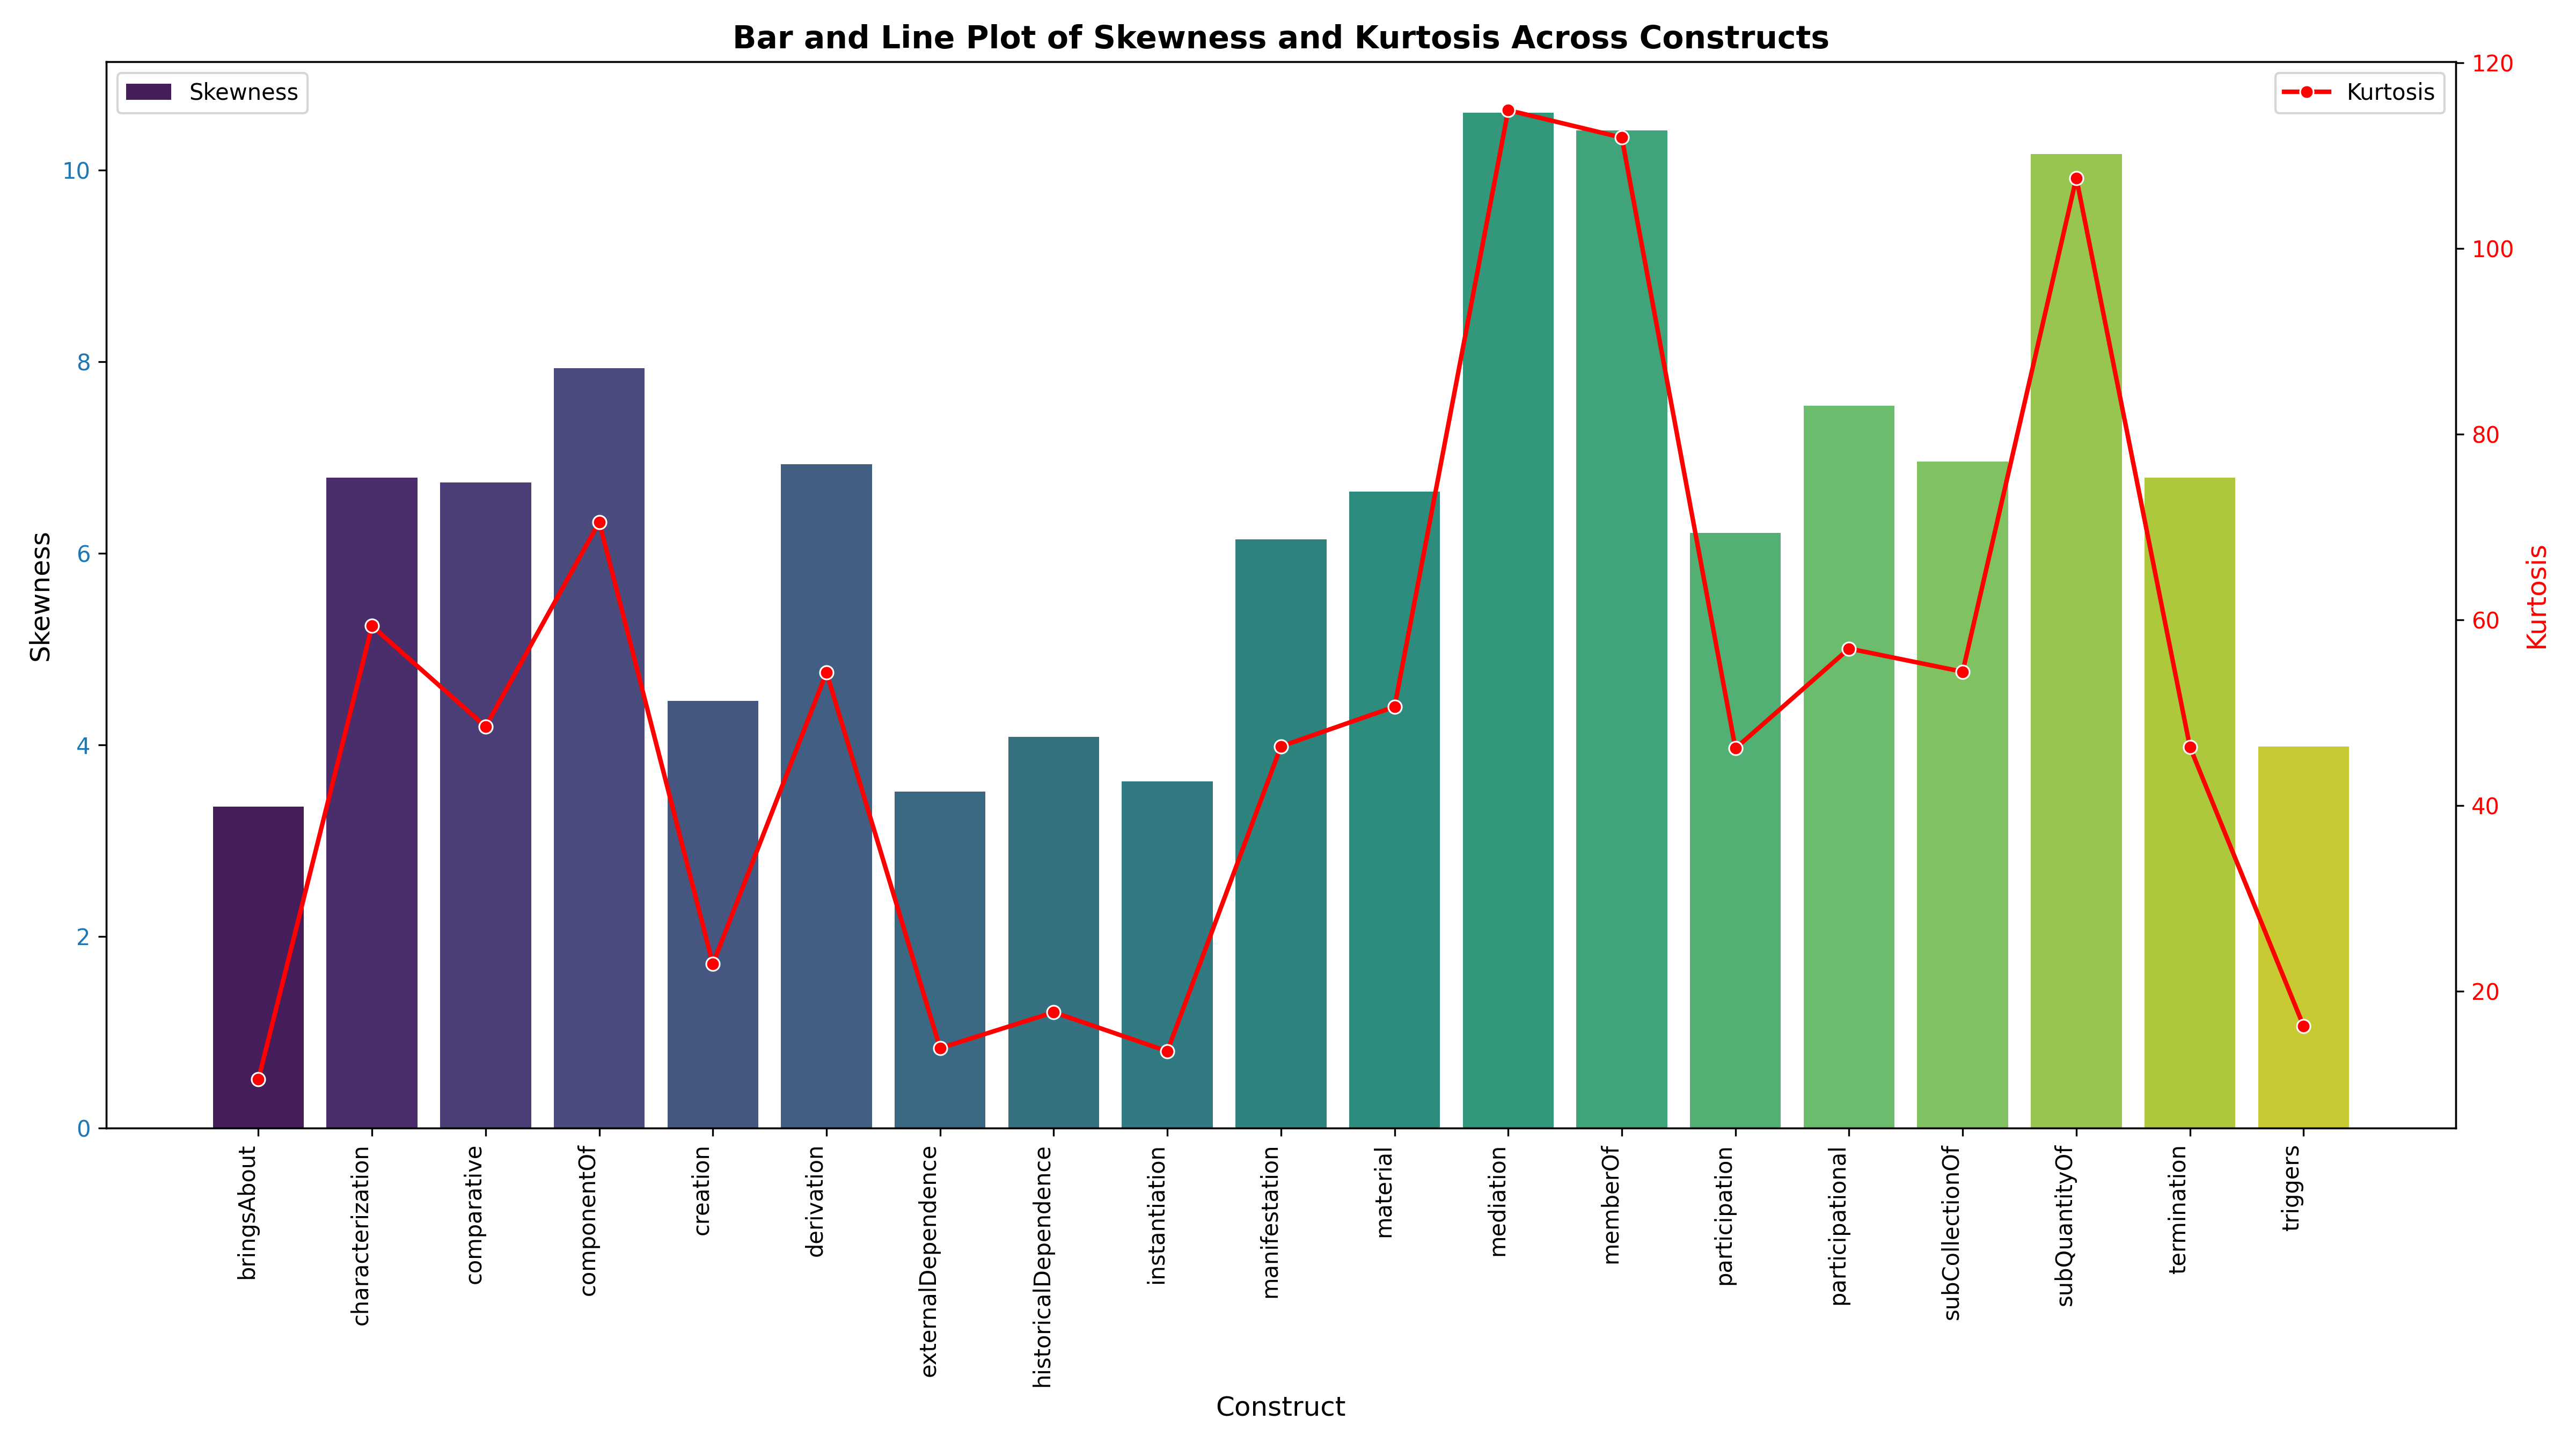 Bar and Line Plot of Skewness and Kurtosis Across Constructs
Skewness
Kurtosis
Skewness
10
8
6
4
2
0
120
100
80
60
40
20
Kurtosis
bringsAbout
characterization
comparative
componentOf
creation
derivation
externalDependence
historicalDependence
instantiation
manifestation
material
mediation
memberOf
participation
participational
subCollectionOf
subQuantityOf
termination
triggers
Construct